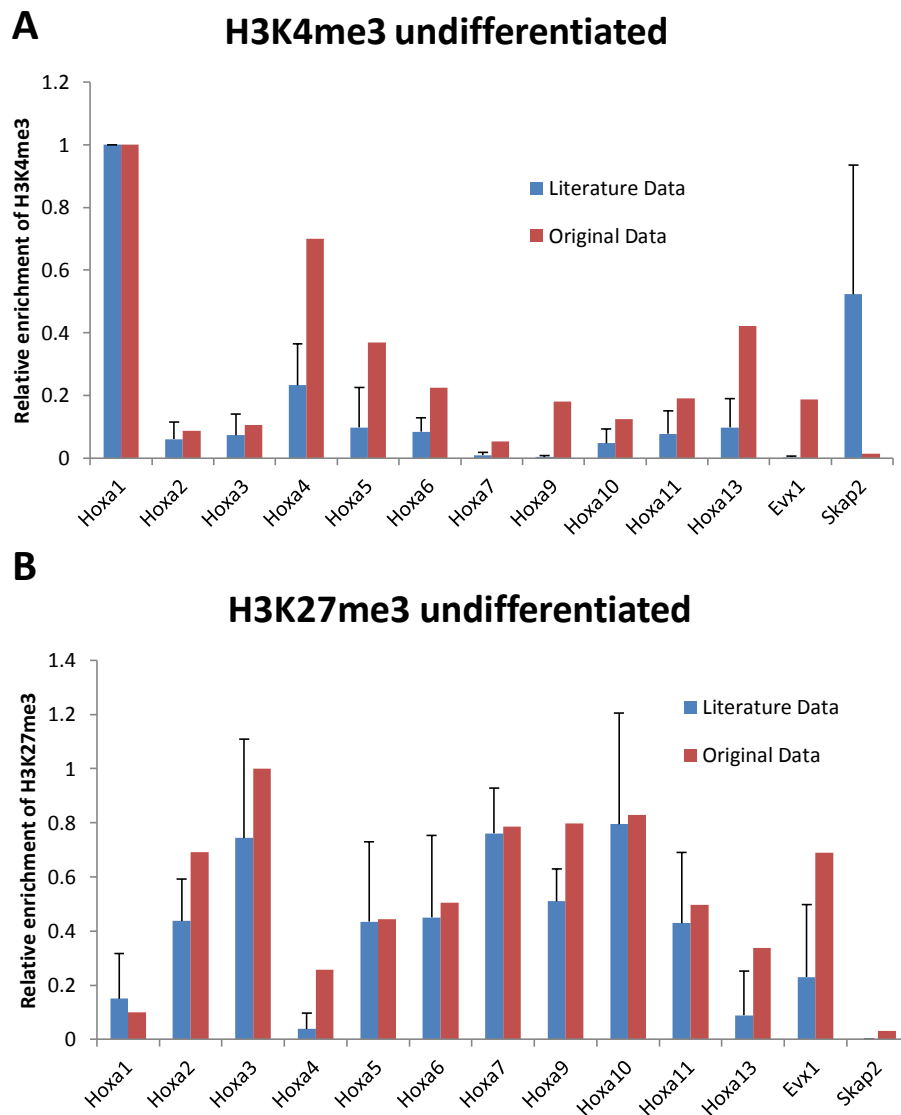 A
H3K4me3 undifferentiated
Relative enrichment of H3K4me3
1.2
1
0.8
0.6
0.4
0.2
0
Literature Data
Original Data
Hoxa1
Hoxa2
Hoxa3
Hoxa4
Hoxa5
Hoxa6
Hoxa7
Hoxa9
Hoxa10
Hoxa11
Hoxa13
Evx1
Skap2
B
H3K27me3 undifferentiated
Relative enrichment of H3K27me3
1.4
1.2
1
0.8
0.6
0.4
0.2
0
Literature Data
Original Data
Hoxa1
Hoxa2
Hoxa3
Hoxa4
Hoxa5
Hoxa6
Hoxa7
Hoxa9
Hoxa10
Hoxa11
Hoxa13
Evx1
Skap2